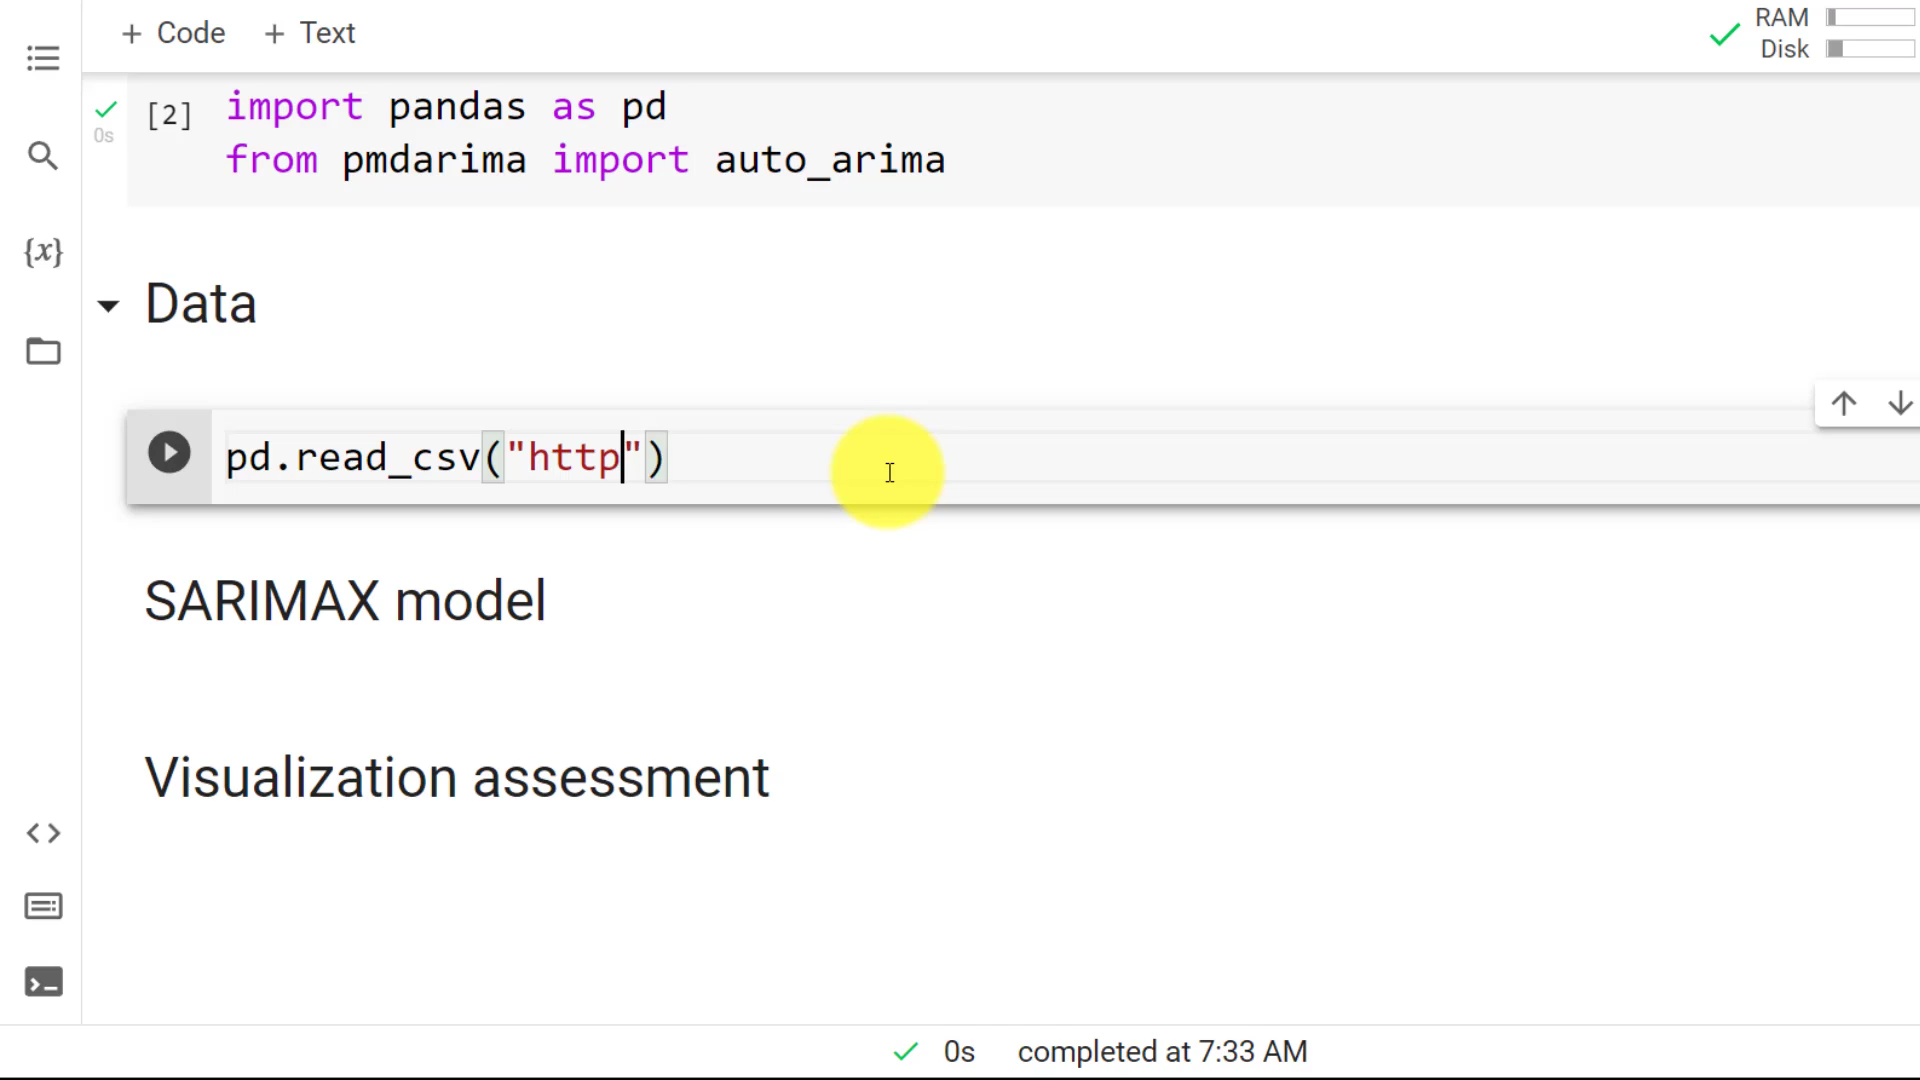 + Code + Text
RAM
Disk
[2] import pandas as pd
0s
from pmdarima import auto_arima
{x}
Data
pd.read_csv("http")
SARIMAX model
Visualization assessment
0s completed at 7:33 AM